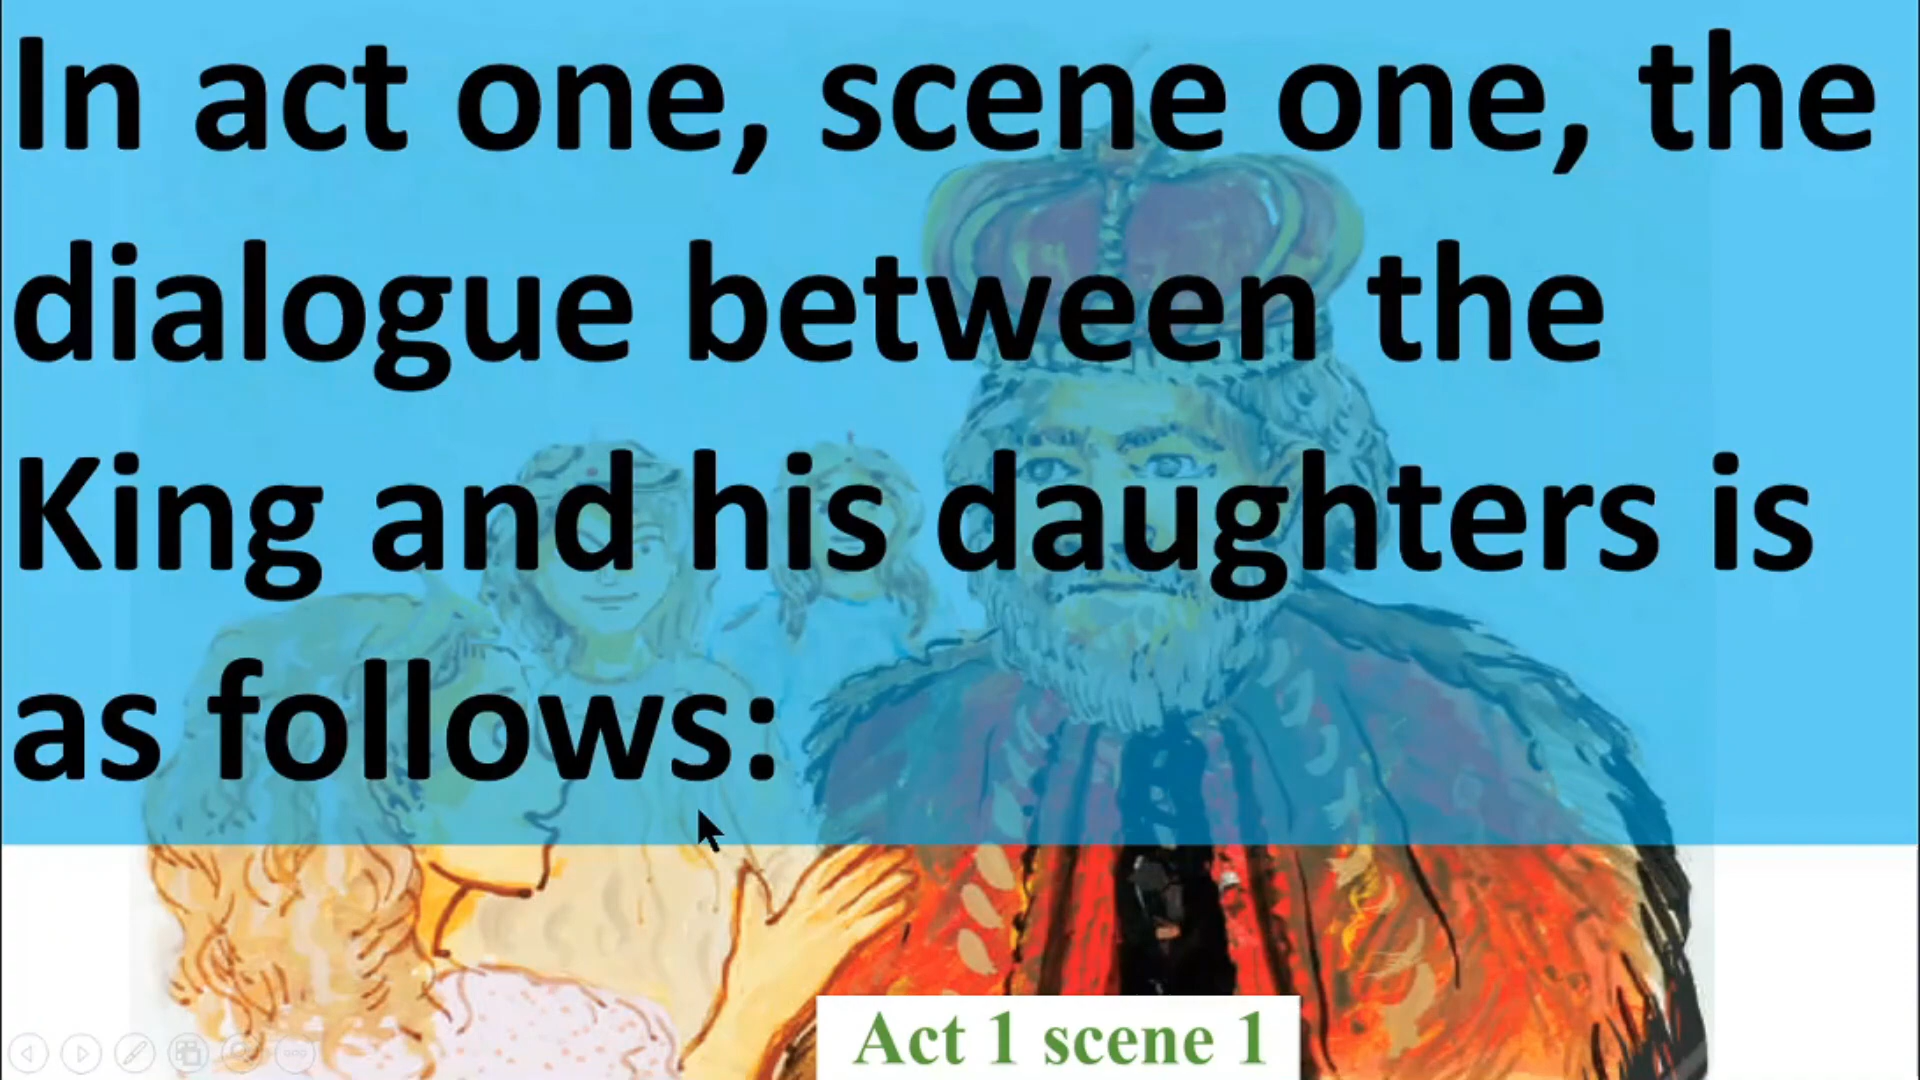 In act one, scene one, the
dialogue between the
King and his daughters is
as follows:
Act 1 scene 1